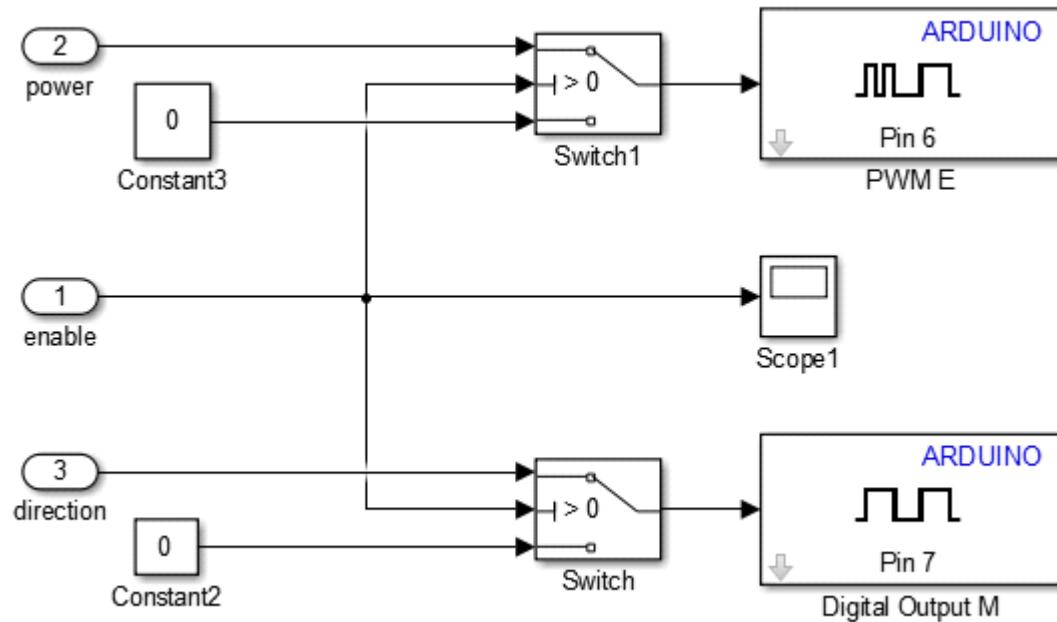 2
power
0
Constant3
> 0
Switch1
ARDUINO
Pin 6
PWM E
1
enable
Scope1
3
direction
0
Constant2
> 0
Switch
ARDUINO
Pin 7
Digital Output M